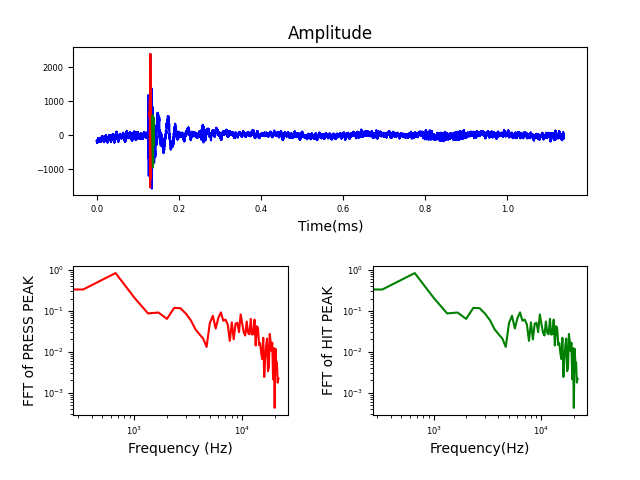 Amplitude
2000
1000
0
−1000
0.0 0.2 0.4 0.6 0.8 1.0
Time(ms)
FFT of PRESS PEAK
10⁰
10⁻¹
10⁻²
10⁻³
10³ 10⁴
Frequency (Hz)
FFT of HIT PEAK
10⁰
10⁻¹
10⁻²
10⁻³
10³ 10⁴
Frequency(Hz)